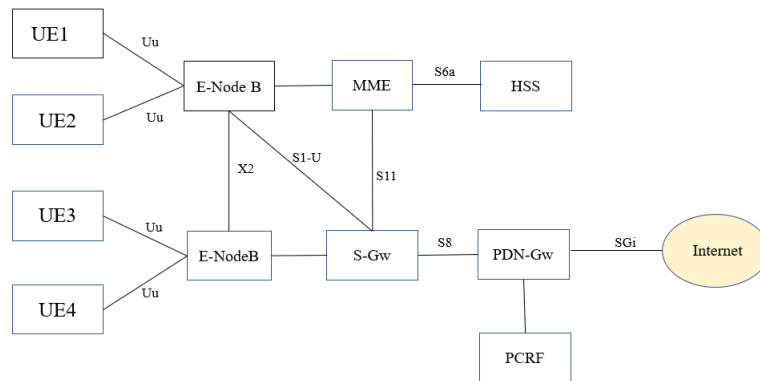 UE1
Uu
E-Node B
MME
S6a
HSS
UE2
Uu
X2
S1-U
S11
UE3
Uu
E-NodeB
S-Gw
S8
PDN-Gw
SGi
Internet
UE4
Uu
PCRF